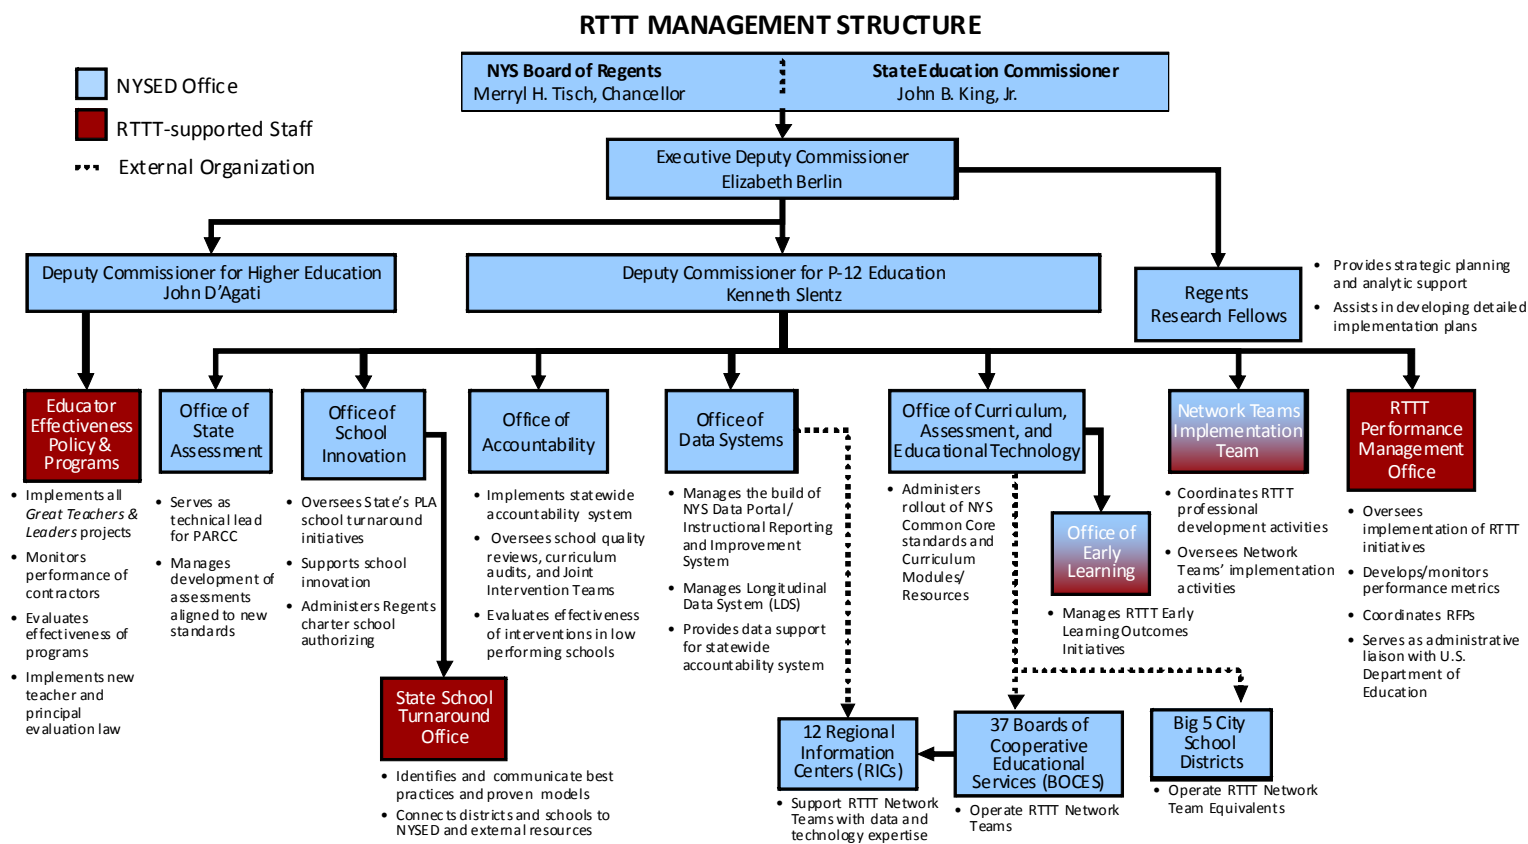 RTTT MANAGEMENT STRUCTURE
NYSED Office
RTTT-supported Staff
External Organization
NYS Board of Regents
Merryl H. Tisch, Chancellor
State Education Commissioner
John B. King, Jr.
Executive Deputy Commissioner
Elizabeth Berlin
Deputy Commissioner for Higher Education
John D’Agati
Deputy Commissioner for P-12 Education
Kenneth Slentz
Regents
Research Fellows
• Provides strategic planning
and analytic support
• Assists in developing detailed
implementation plans
Educator
Effectiveness
Policy &
Programs
• Implements all
Great Teachers &
Leaders projects
• Monitors
performance of
contractors
• Evaluates
effectiveness of
programs
• Implements new
teacher and
principal
evaluation law
Office of
State
Assessment
• Serves as
technical lead
for PARCC
• Manages
development of
assessments
aligned to new
standards
Office of
School
Innovation
• Oversees State’s PLA
school turnaround
initiatives
• Supports school
innovation
• Administers Regents
charter school
authorizing
State School
Turnaround
Office
• Identifies and communicate best
practices and proven models
• Connects districts and schools to
NYSED and external resources
Office of
Accountability
• Implements statewide
accountability system
• Oversees school quality
reviews, curriculum
audits, and Joint
Intervention Teams
• Evaluates effectiveness
of interventions in low
performing schools
Office of
Data Systems
• Manages the build of
NYS Data Portal/
Instructional Reporting
and Improvement
System
• Manages Longitudinal
Data System (LDS)
• Provides data support
for statewide
accountability system
Office of Curriculum,
Assessment, and
Educational Technology
• Administers
rollout of NYS
Common Core
standards and
Curriculum
Modules/
Resources
Office of
Early
Learning
• Manages RTTT Early
Learning Outcomes
Initiatives
Network Teams
Implementation
Team
• Coordinates RTTT
professional
development activities
• Oversees Network
Teams’ implementation
activities
RTTT
Performance
Management
Office
• Oversees
implementation of RTTT
initiatives
• Develops/monitors
performance metrics
• Coordinates RFPs
• Serves as administrative
liaison with U.S.
Department of
Education
12 Regional
Information
Centers (RICs)
• Support RTTT Network
Teams with data and
technology expertise
37 Boards of
Cooperative
Educational
Services (BOCES)
• Operate RTTT Network
Teams
Big 5 City
School
Districts
• Operate RTTT Network
Team Equivalents